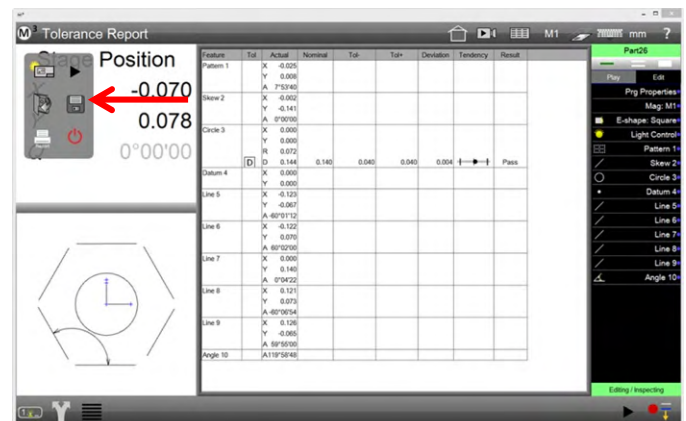 M³ Tolerance Report M1 mm ?
Stage Position
-0.070
0.078
0°00'00
Feature Tol Actual Nominal Tol- Tol+ Deviation Tendency Result
Pattern 1 X -0.025
Y 0.008
A 7°53'40
Skew 2 X -0.002
Y -0.141
A 0°00'00
Circle 3 X 0.000
Y 0.000
R 0.072
D D 0.144 0.140 0.040 0.040 0.004 Pass
Datum 4 X 0.000
Y 0.000
Line 5 X -0.123
Y -0.067
A -60°01'12
Line 6 X -0.122
Y 0.070
A 60°02'00
Line 7 X 0.000
Y 0.140
A 0°04'22
Line 8 X 0.121
Y 0.073
A -60°06'54
Line 9 X 0.126
Y -0.065
A 59°55'00
Angle 10 A119°58'48
Part26
Play Edit
Prg Properties
Mag: M1
E-shape: Square
Light Control
Pattern 1
Skew 2
Circle 3
Datum 4
Line 5
Line 6
Line 7
Line 8
Line 9
Angle 10
Editing / Inspecting